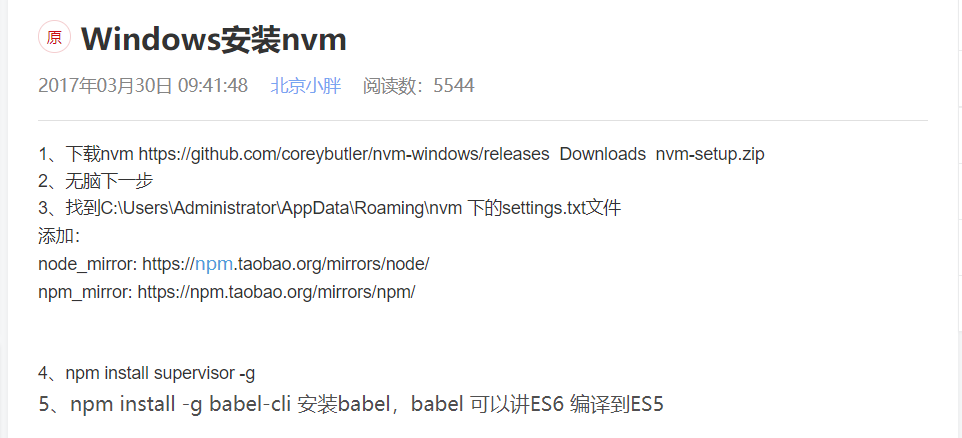 原 Windows安装nvm
2017年03月30日 09:41:48 北京小胖 阅读数：5544
1、下载nvm https://github.com/coreybutler/nvm-windows/releases Downloads nvm-setup.zip
2、无脑下一步
3、找到C:\Users\Administrator\AppData\Roaming\nvm 下的settings.txt文件
添加：
node_mirror: https://npm.taobao.org/mirrors/node/
npm_mirror: https://npm.taobao.org/mirrors/npm/
4、npm install supervisor -g
5、npm install -g babel-cli 安装babel，babel 可以讲ES6 编译到ES5